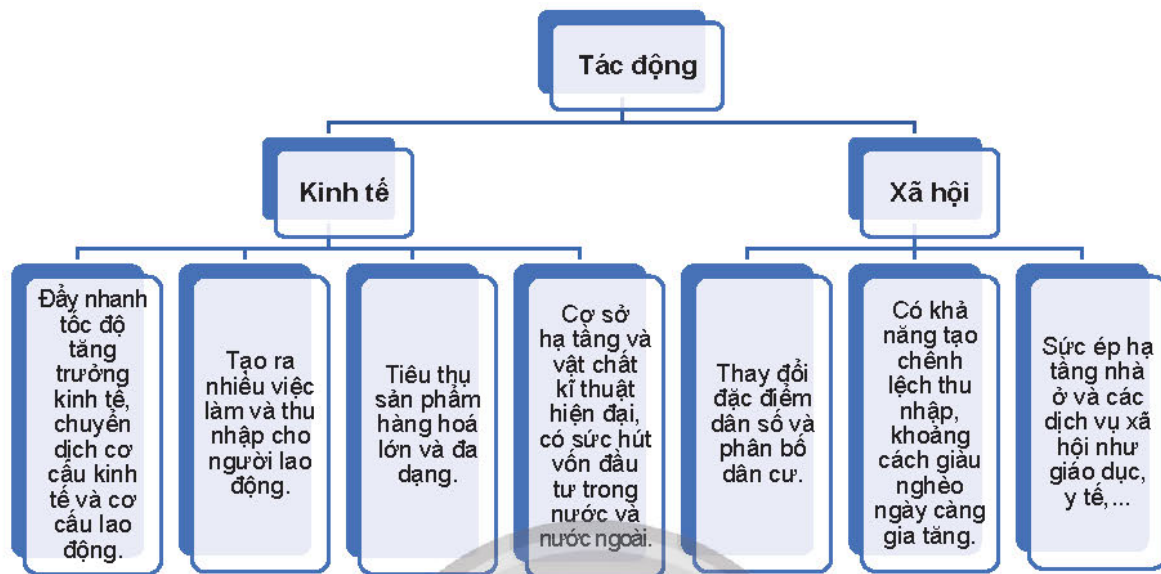 Tác động
Kinh tế
Xã hội
Đẩy nhanh
tốc độ
tăng
trưởng
kinh tế,
chuyển
dịch cơ
cấu kinh
tế và cơ
cấu lao
động.
Tạo ra
nhiều việc
làm và thu
nhập cho
người lao
động.
Tiêu thụ
sản phẩm
hàng hoá
lớn và đa
dạng.
Cơ sở
hạ tầng và
vật chất
kĩ thuật
hiện đại,
có sức hút
vốn đầu
tư trong
nước và
nước ngoài.
Thay đổi
đặc điểm
dân số và
phân bố
dân cư.
Có khả
năng tạo
chênh
lệch thu
nhập,
khoảng
cách giàu
nghèo
ngày càng
gia tăng.
Sức ép hạ
tầng nhà
ở và các
dịch vụ xã
hội như
giáo dục,
y tế,...